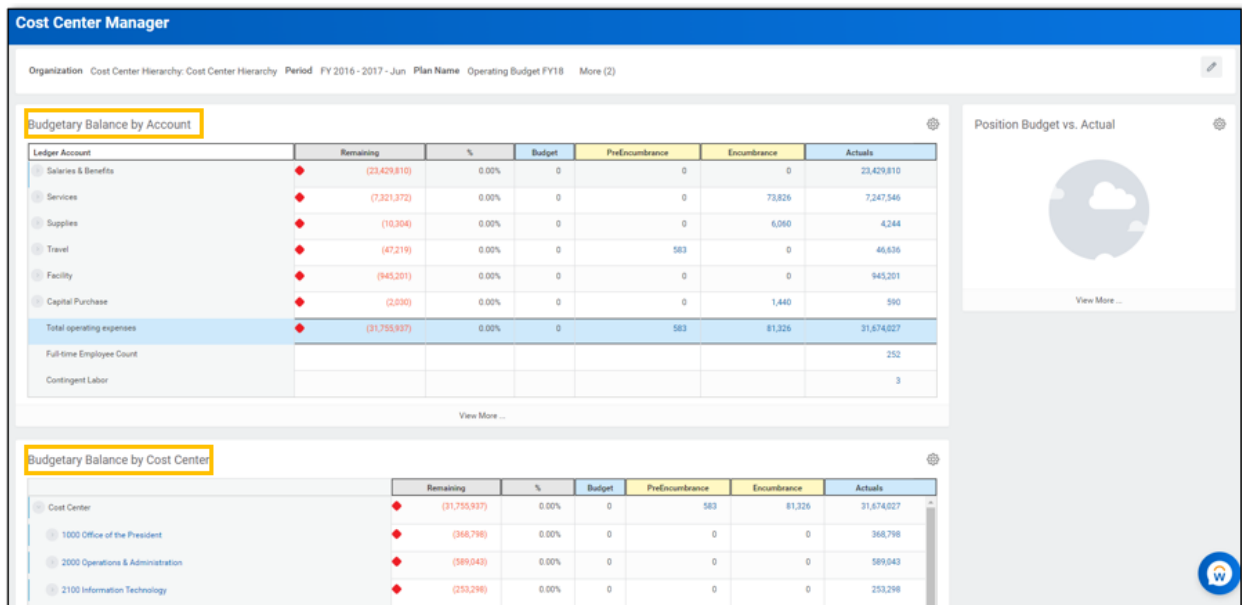 Cost Center Manager
Organization Cost Center Hierarchy: Cost Center Hierarchy Period FY 2016 - 2017 - Jun Plan Name Operating Budget FY18 More (2)
Budgetary Balance by Account
Ledger Account Remaining % Budget PreEncumbrance Encumbrance Actuals
Salaries & Benefits (23,429,810) 0.00% 0 0 0 23,429,810
Services (7,321,372) 0.00% 0 0 73,826 7,247,546
Supplies (10,304) 0.00% 0 0 6,060 4,244
Travel (47,219) 0.00% 0 583 0 46,636
Facility (945,201) 0.00% 0 0 0 945,201
Capital Purchase (2,030) 0.00% 0 0 1,440 590
Total operating expenses (31,755,937) 0.00% 0 583 81,326 31,674,027
Full-time Employee Count 252
Contingent Labor 3
View More ...
Position Budget vs. Actual
View More ...
Budgetary Balance by Cost Center
Remaining % Budget PreEncumbrance Encumbrance Actuals
Cost Center (31,755,937) 0.00% 0 583 81,326 31,674,027
1000 Office of the President (368,798) 0.00% 0 0 0 368,798
2000 Operations & Administration (589,043) 0.00% 0 0 0 589,043
2100 Information Technology (253,298) 0.00% 0 0 0 253,298
w